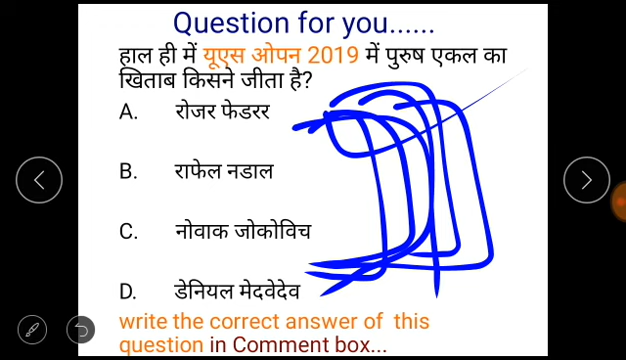 Question for you......
हाल ही में यूएस ओपन 2019 में पुरुष एकल का
खिताब किसने जीता है?
A. रोजर फेडरर
B. राफेल नडाल
C. नोवाक जोकोविच
D. डेनियल मेदवेदेव
write the correct answer of this
question in Comment box...